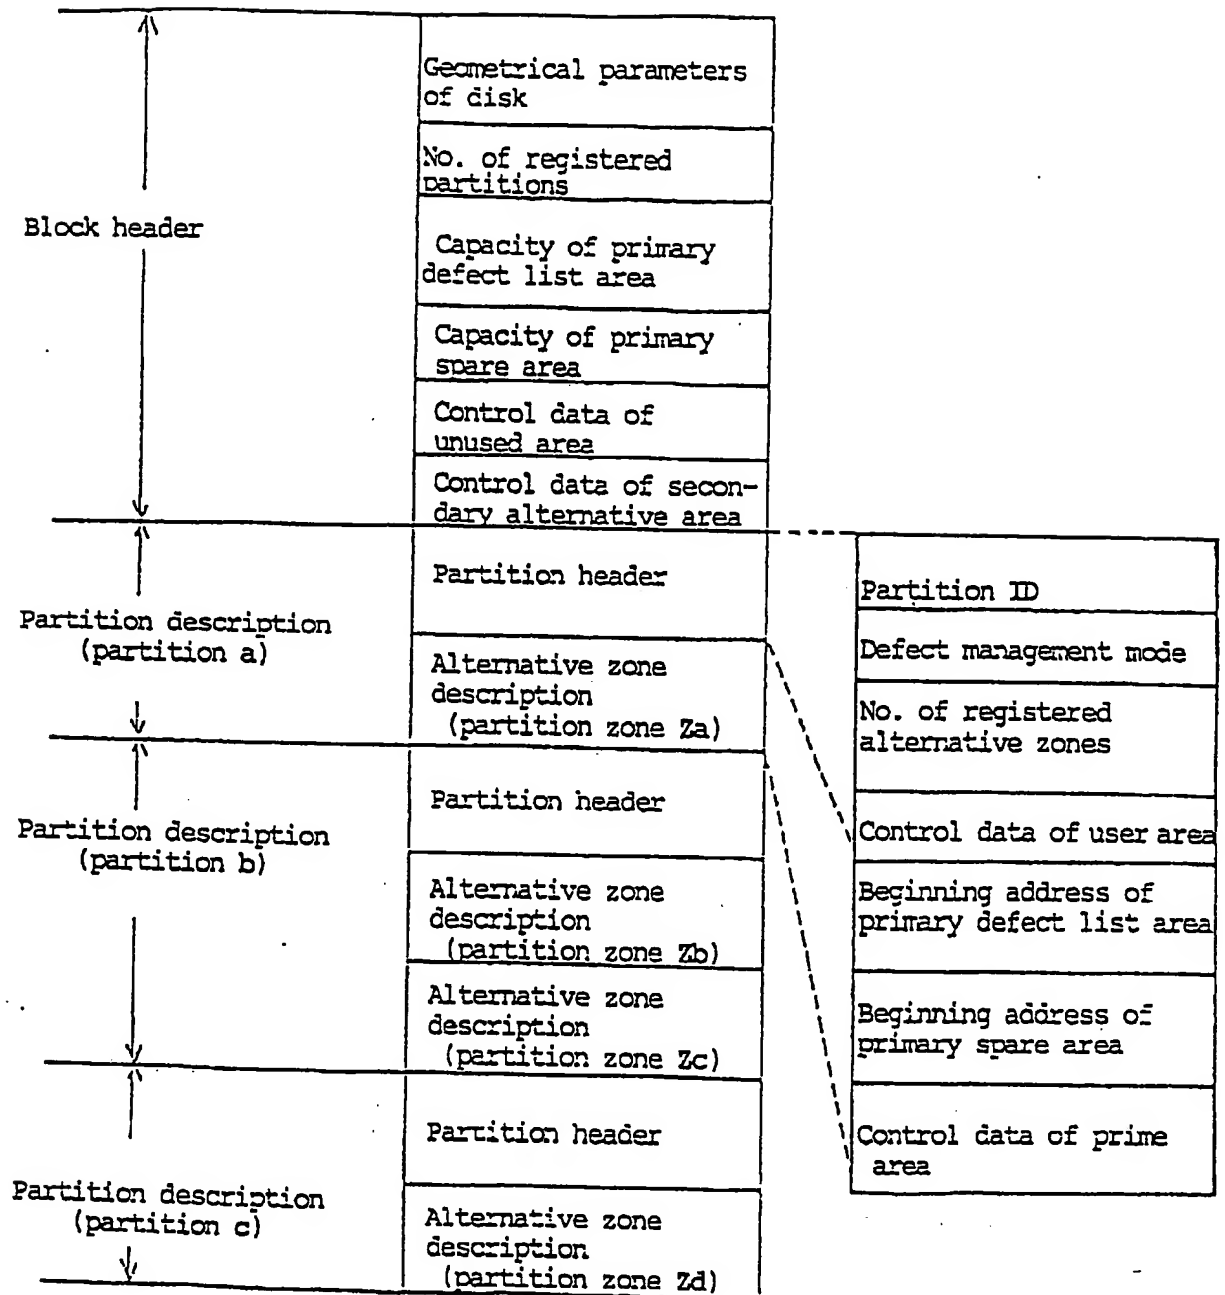 Geometrical parameters
of disk
No. of registered
partitions
Block header
Capacity of primary
defect list area
Capacity of primary
spare area
Control data of
unused area
Control data of secon-
dary alternative area
Partition description
(partition a)
Partition header
Alternative zone
description
(partition zone Za)
Partition description
(partition b)
Partition header
Alternative zone
description
(partition zone Zb)
Alternative zone
description
(partition zone Zc)
Partition description
(partition c)
Partition header
Alternative zone
description
(partition zone Zd)
Partition ID
Defect management mode
No. of registered
alternative zones
Control data of user area
Beginning address of
primary defect list area
Beginning address of
primary spare area
Control data of prime
area